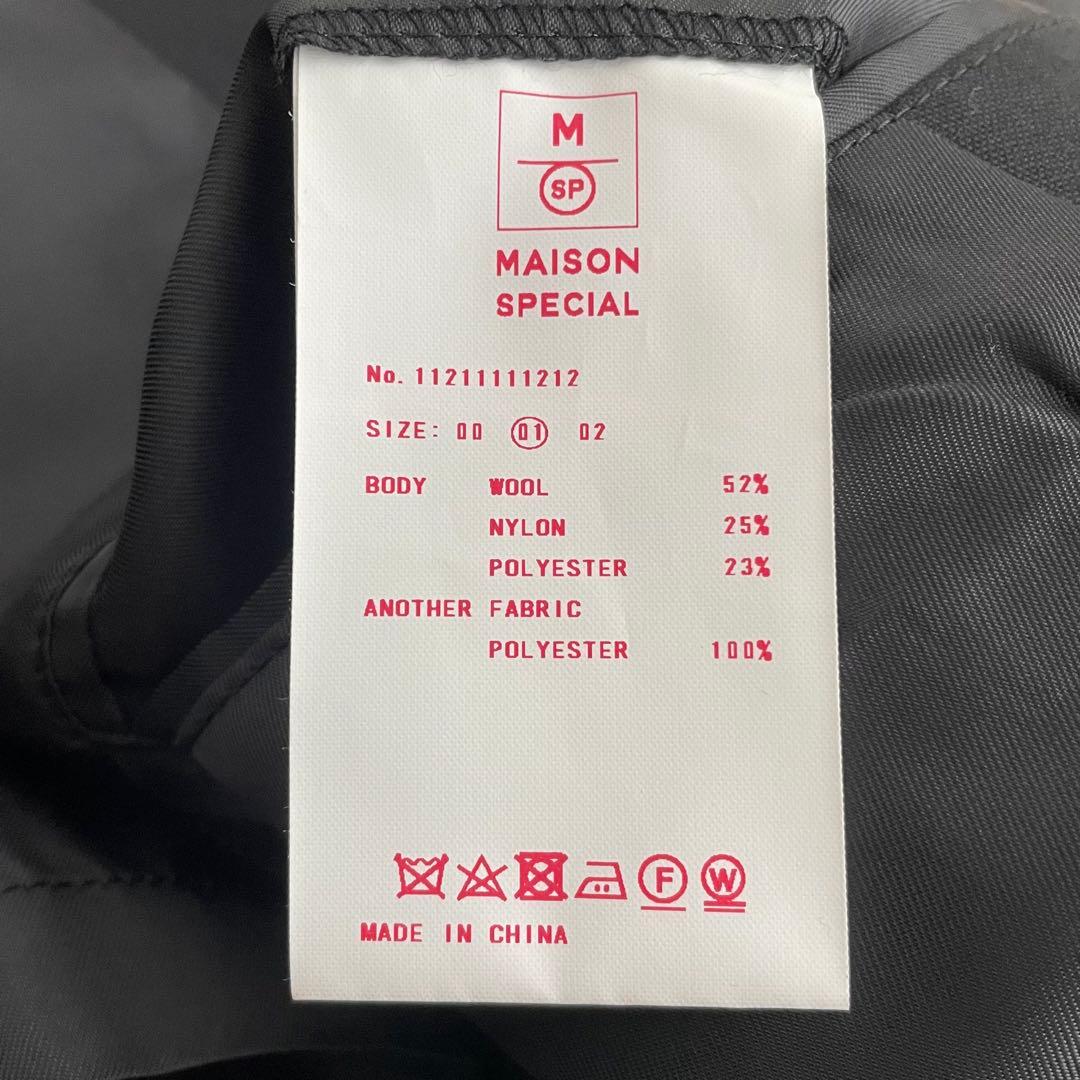 M
SP
MAISON
SPECIAL
No. 11211111212
SIZE: 00 01 02
BODY WOOL 52%
NYLON 25%
POLYESTER 23%
ANOTHER FABRIC
POLYESTER 100%
F W
MADE IN CHINA